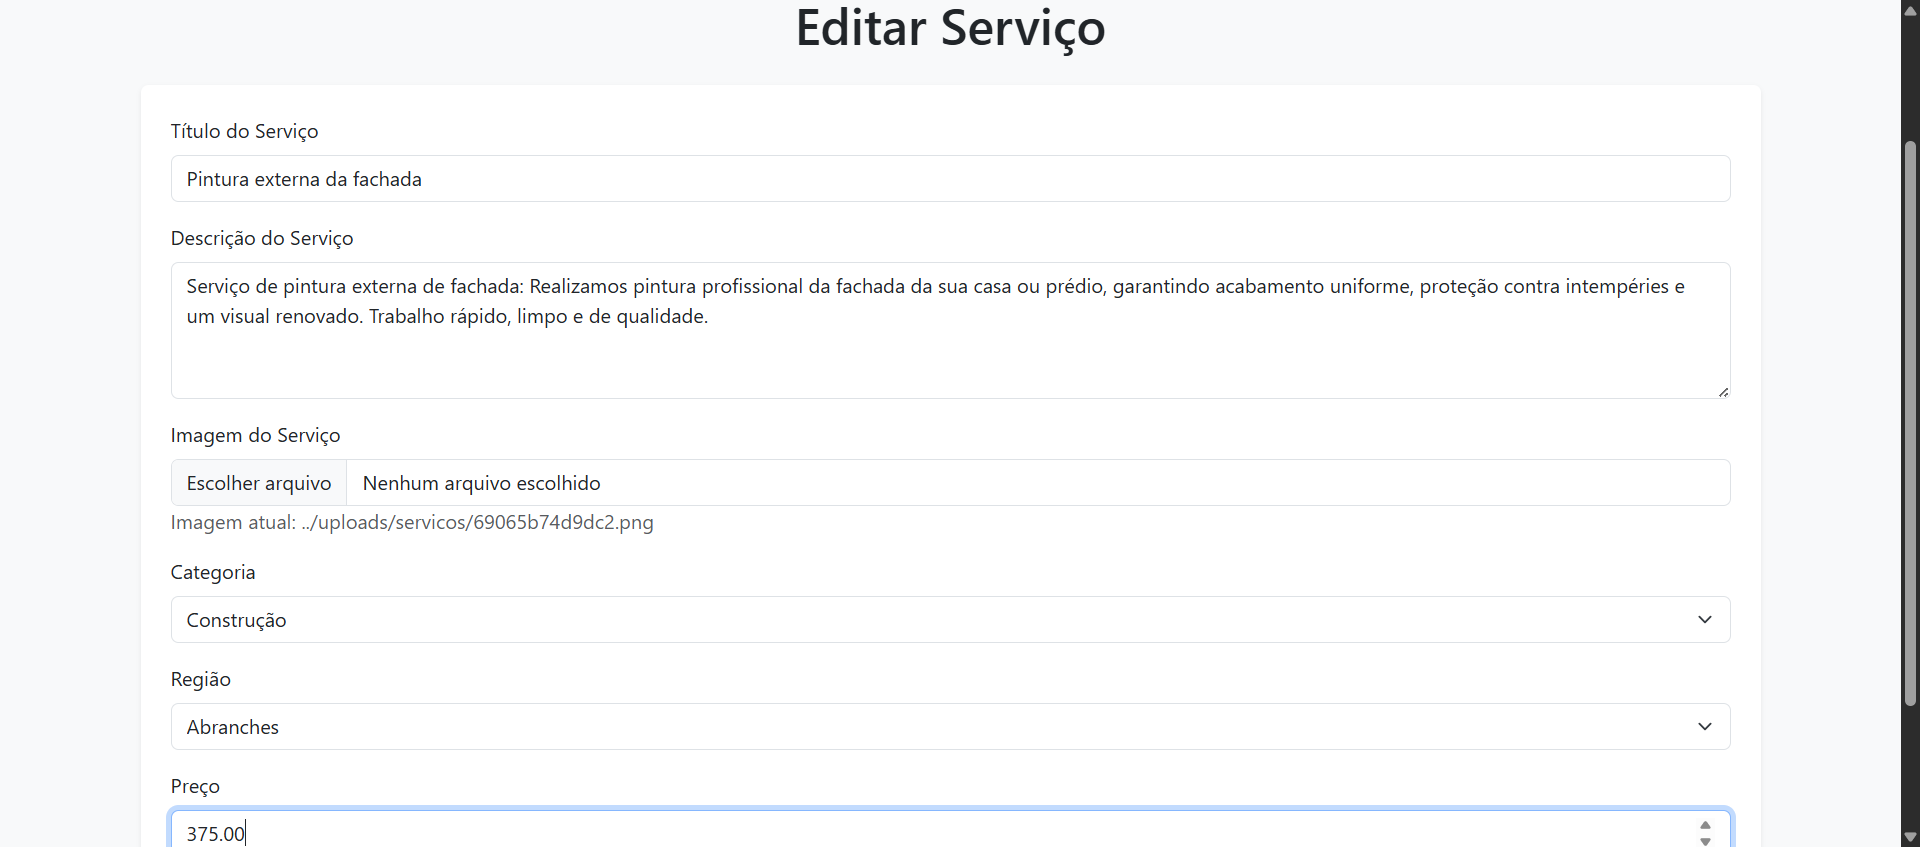 Editar Serviço
Título do Serviço
Pintura externa da fachada
Descrição do Serviço
Serviço de pintura externa de fachada: Realizamos pintura profissional da fachada da sua casa ou prédio, garantindo acabamento uniforme, proteção contra intempéries e
um visual renovado. Trabalho rápido, limpo e de qualidade.
Imagem do Serviço
Escolher arquivo Nenhum arquivo escolhido
Imagem atual: ../uploads/servicos/69065b74d9dc2.png
Categoria
Construção
Região
Abranches
Preço
375.00